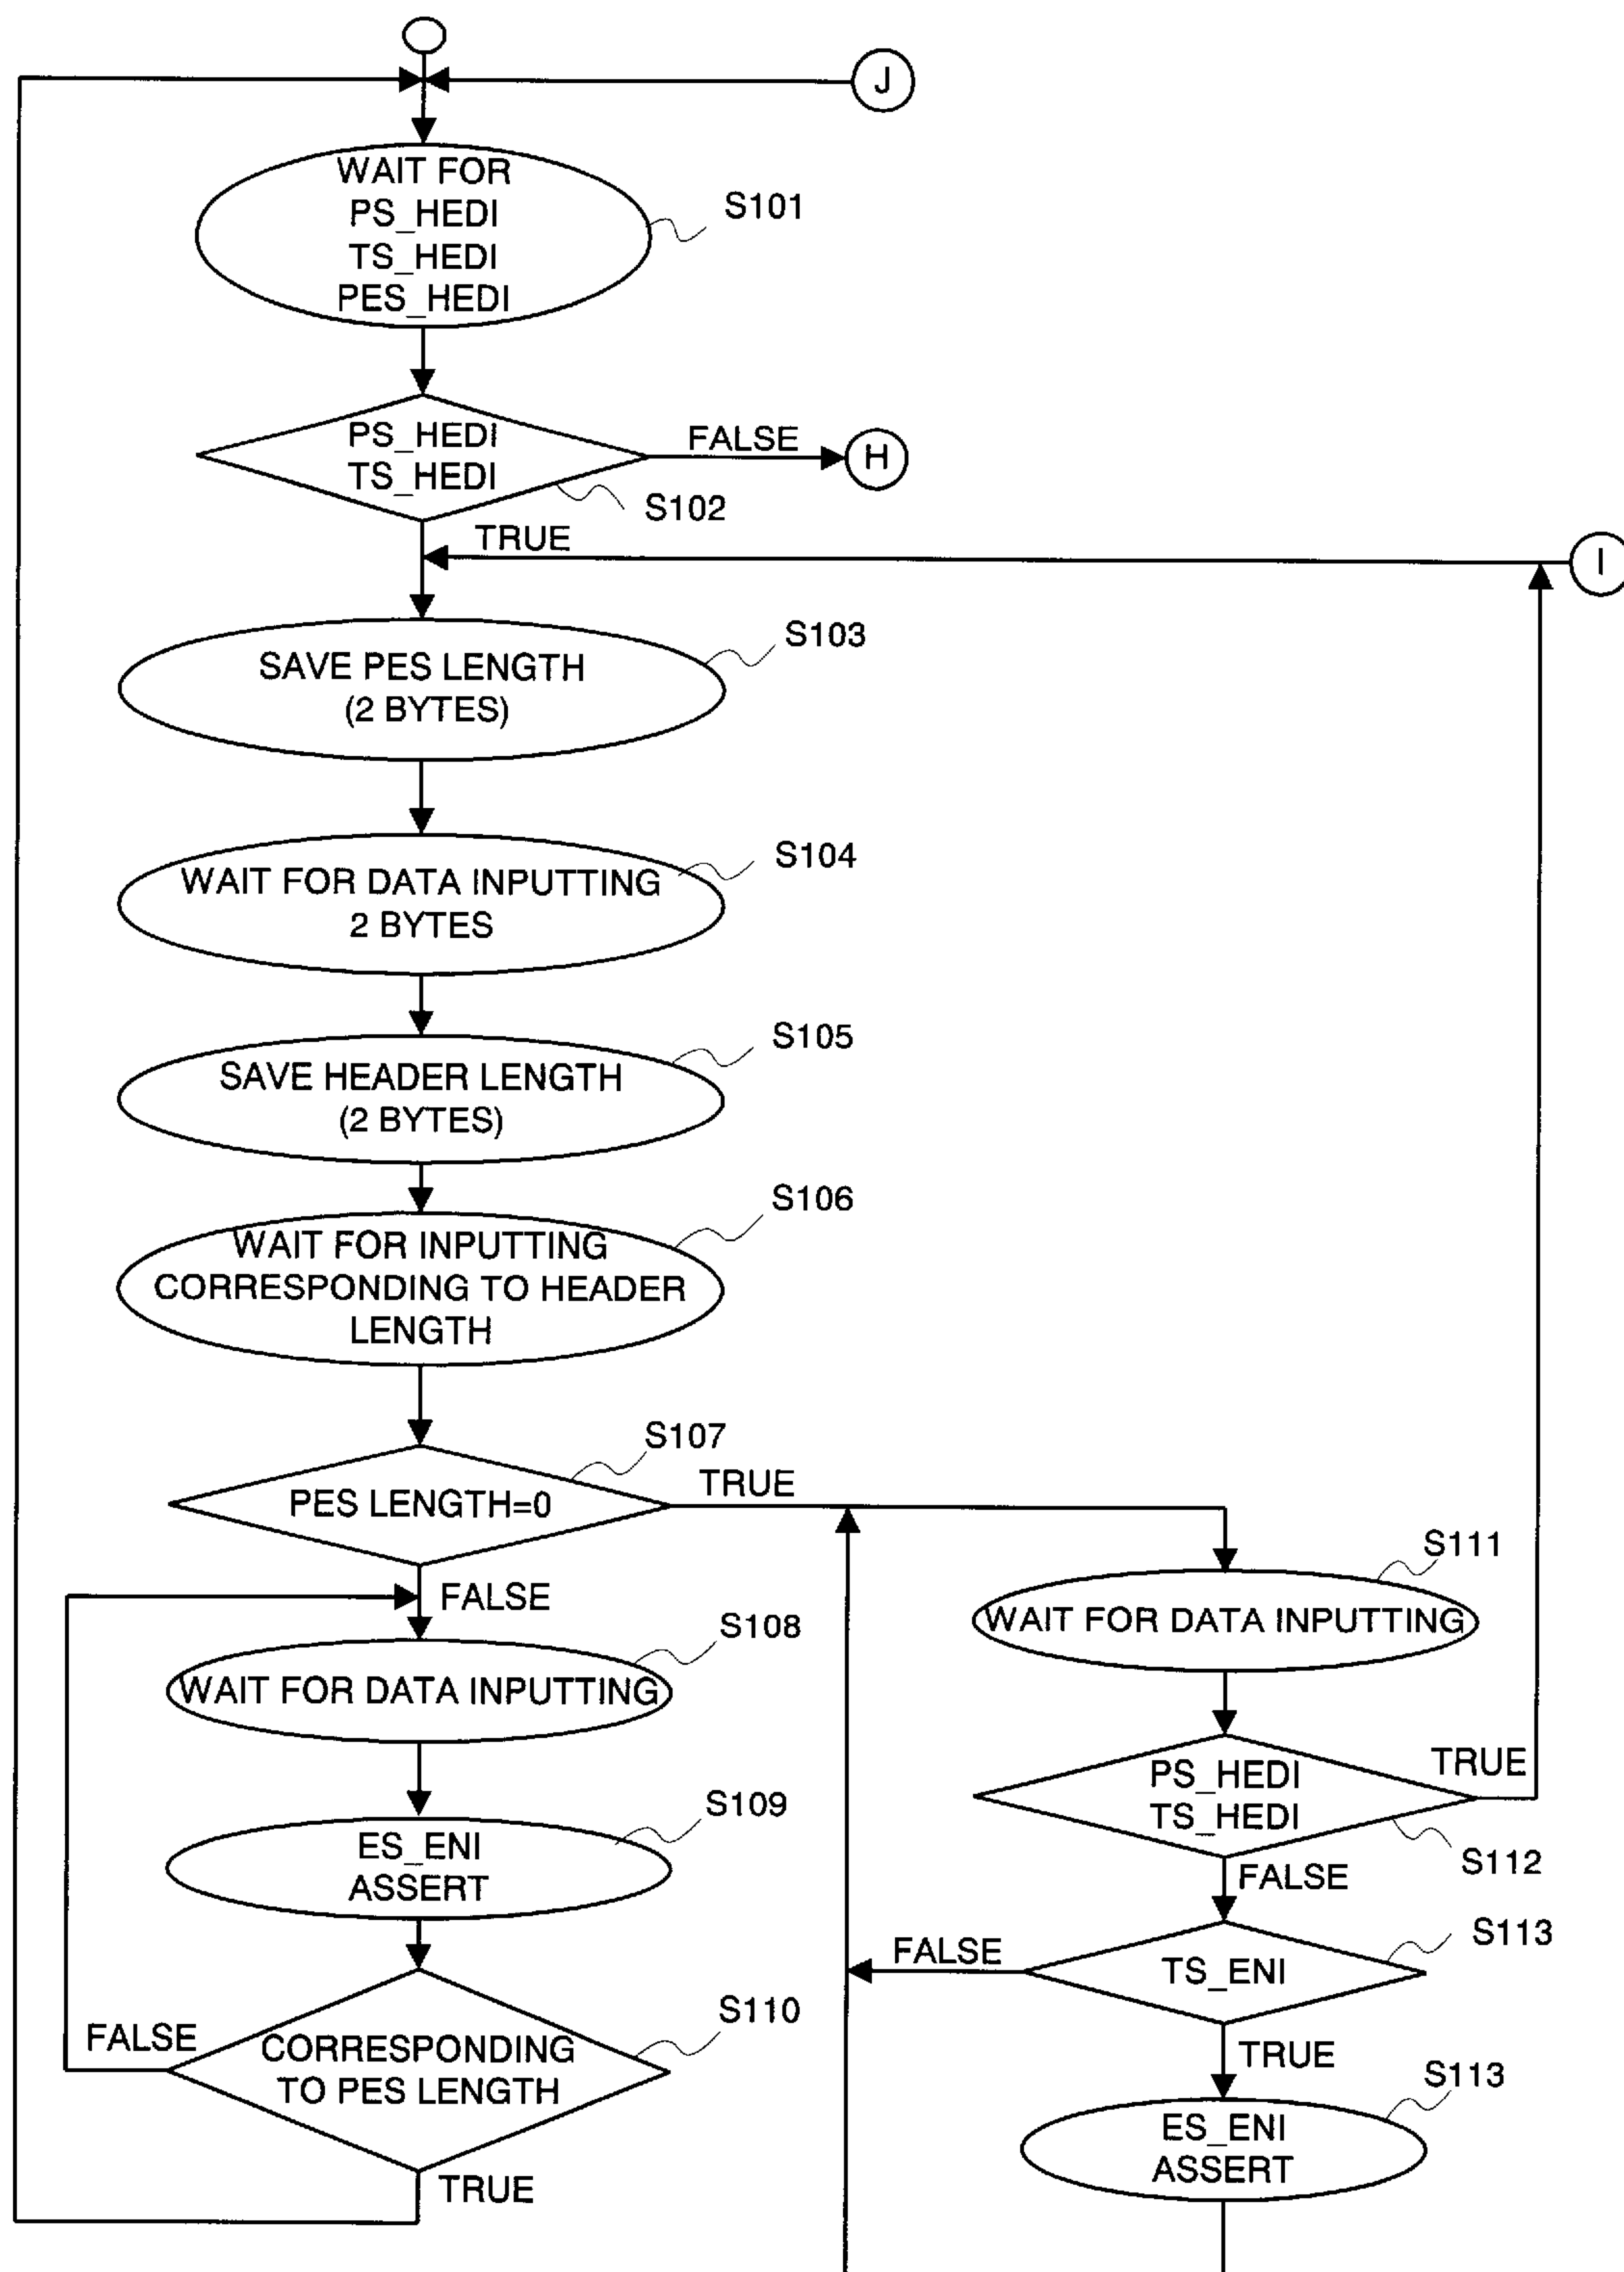 J
WAIT FOR
PS_HEDI
TS_HEDI
PES_HEDI
S101
PS_HEDI
TS_HEDI
FALSE
H
S102
TRUE
I
SAVE PES LENGTH
(2 BYTES)
S103
WAIT FOR DATA INPUTTING
2 BYTES
S104
SAVE HEADER LENGTH
(2 BYTES)
S105
WAIT FOR INPUTTING
CORRESPONDING TO HEADER
LENGTH
S106
PES LENGTH=0
S107
TRUE
FALSE
WAIT FOR DATA INPUTTING
S108
ES_ENI
ASSERT
S109
CORRESPONDING
TO PES LENGTH
S110
FALSE
TRUE
WAIT FOR DATA INPUTTING
S111
PS_HEDI
TS_HEDI
TRUE
S112
FALSE
TS_ENI
S113
FALSE
TRUE
ES_ENI
ASSERT
S113